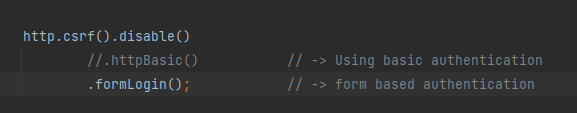 http.csrf().disable()
//.httpBasic() // -> Using basic authentication
.formLogin(); // -> form based authentication